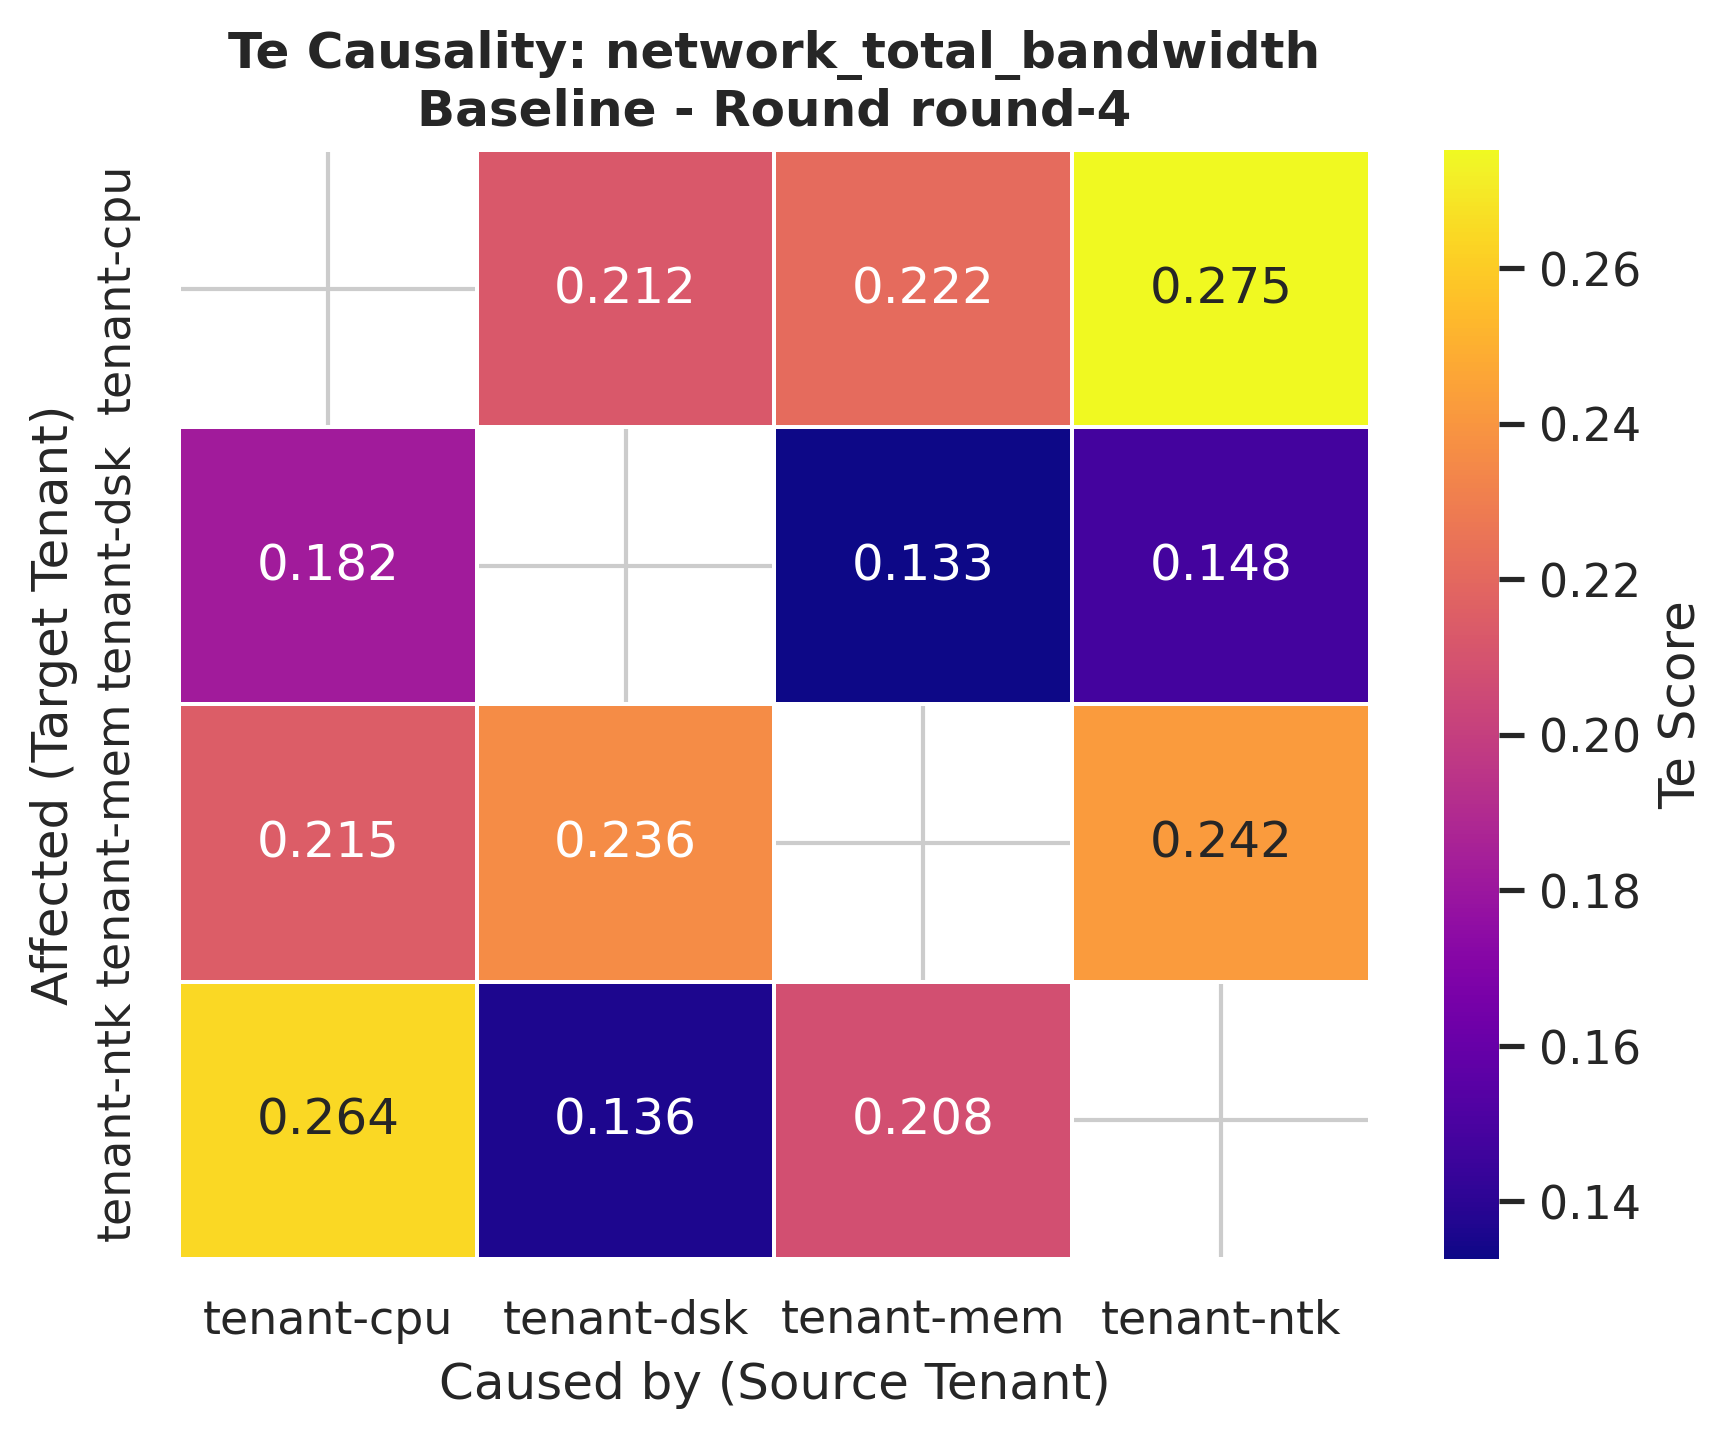 Te Causality: network_total_bandwidth
Baseline - Round round-4
Affected (Target Tenant)
tenant-cpu
0.212 0.222 0.275
tenant-dsk
0.182 0.133 0.148
tenant-mem
0.215 0.236 0.242
tenant-ntk
0.264 0.136 0.208
tenant-cpu tenant-dsk tenant-mem tenant-ntk
Caused by (Source Tenant)
0.26
0.24
0.22
0.20
0.18
0.16
0.14
Te Score